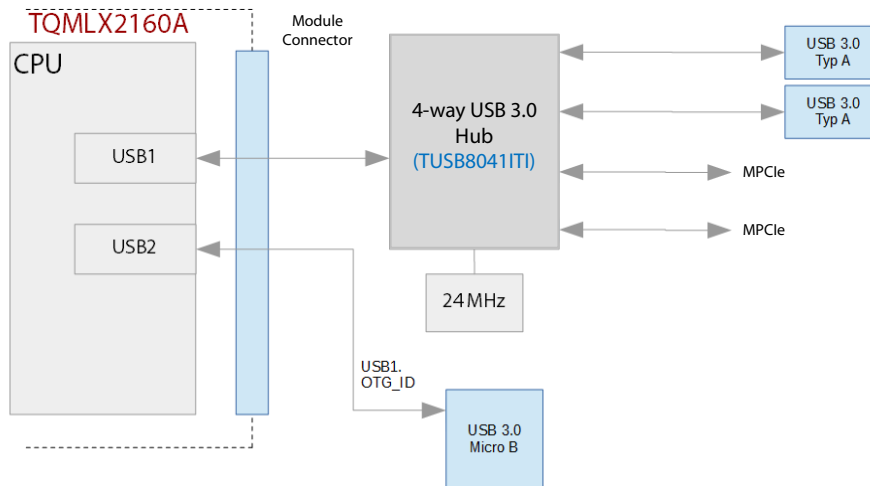 TQMLX2160A
CPU
Module
Connector
USB1
USB2
4-way USB 3.0
Hub
(TUSB8041ITI)
24 MHz
USB 3.0
Typ A
USB 3.0
Typ A
MPCIe
MPCIe
USB1.
OTG_ID
USB 3.0
Micro B